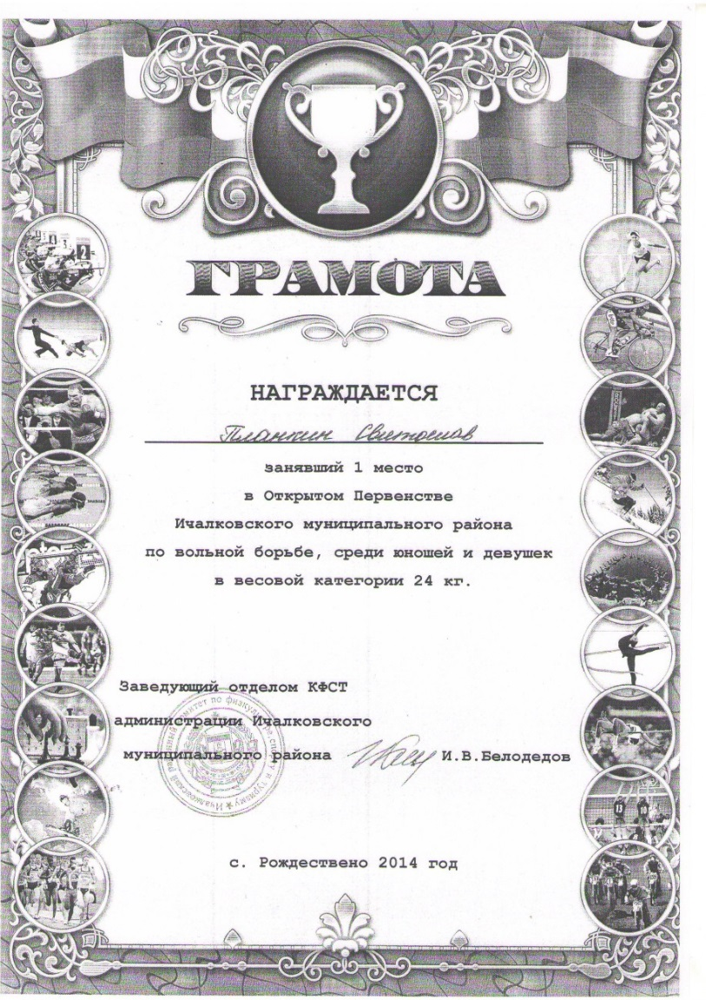 ГРАМОТА
НАГРАЖДАЕТСЯ
Планкин Святослав
занявший 1 место
в Открытом Первенстве
Ичалковского муниципального района
по вольной борьбе, среди юношей и девушек
в весовой категории 24 кг.
Заведующий отделом КФСТ
администрации Ичалковского
муниципального района И.В.Белодедов
с. Рождествено 2014 год